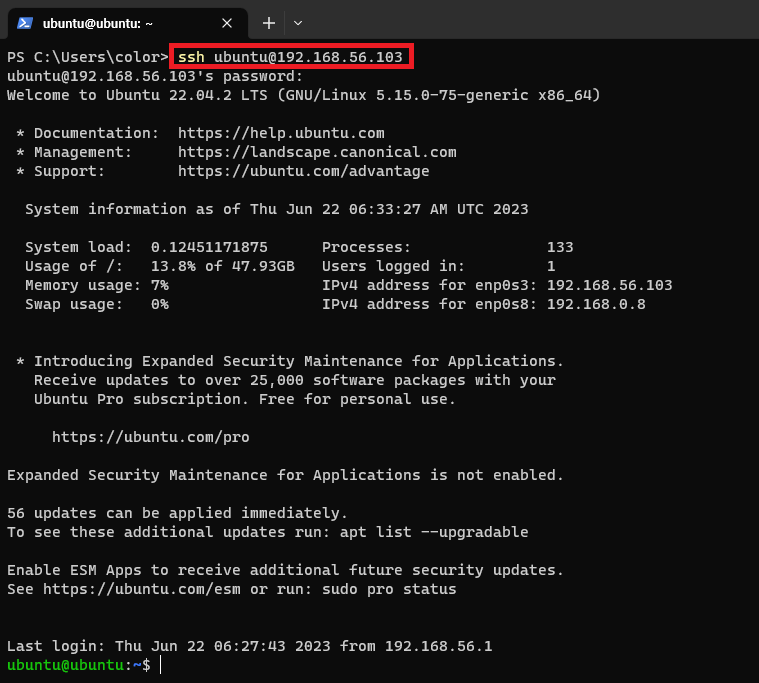 ubuntu@ubuntu: ~
PS C:\Users\color> ssh ubuntu@192.168.56.103
ubuntu@192.168.56.103's password:
Welcome to Ubuntu 22.04.2 LTS (GNU/Linux 5.15.0-75-generic x86_64)
* Documentation:  https://help.ubuntu.com
* Management:     https://landscape.canonical.com
* Support:        https://ubuntu.com/advantage
System information as of Thu Jun 22 06:33:27 AM UTC 2023
System load:  0.12451171875      Processes:               133
Usage of /:   13.8% of 47.93GB   Users logged in:         1
Memory usage: 7%                 IPv4 address for enp0s3: 192.168.56.103
Swap usage:   0%                 IPv4 address for enp0s8: 192.168.0.8
* Introducing Expanded Security Maintenance for Applications.
Receive updates to over 25,000 software packages with your
Ubuntu Pro subscription. Free for personal use.
https://ubuntu.com/pro
Expanded Security Maintenance for Applications is not enabled.
56 updates can be applied immediately.
To see these additional updates run: apt list --upgradable
Enable ESM Apps to receive additional future security updates.
See https://ubuntu.com/esm or run: sudo pro status
Last login: Thu Jun 22 06:27:43 2023 from 192.168.56.1
ubuntu@ubuntu:~$